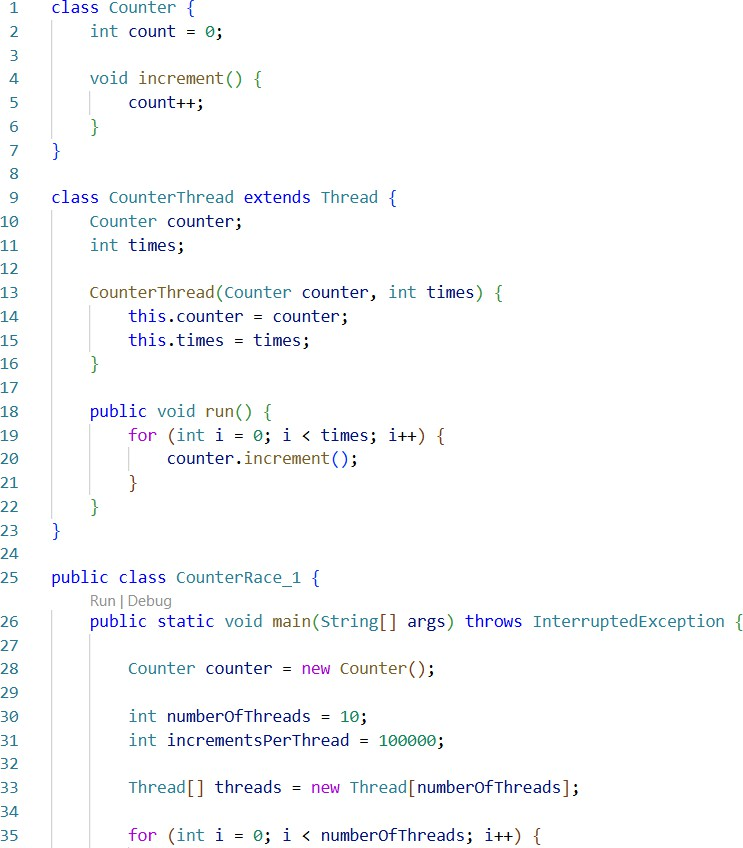 1 class Counter {
2 int count = 0;
3
4 void increment() {
5 count++;
6 }
7 }
8
9 class CounterThread extends Thread {
10 Counter counter;
11 int times;
12
13 CounterThread(Counter counter, int times) {
14 this.counter = counter;
15 this.times = times;
16 }
17
18 public void run() {
19 for (int i = 0; i < times; i++) {
20 counter.increment();
21 }
22 }
23 }
24
25 public class CounterRace_1 {
Run | Debug
26 public static void main(String[] args) throws InterruptedException {
27
28 Counter counter = new Counter();
29
30 int numberOfThreads = 10;
31 int incrementsPerThread = 100000;
32
33 Thread[] threads = new Thread[numberOfThreads];
34
35 for (int i = 0; i < numberOfThreads; i++) {